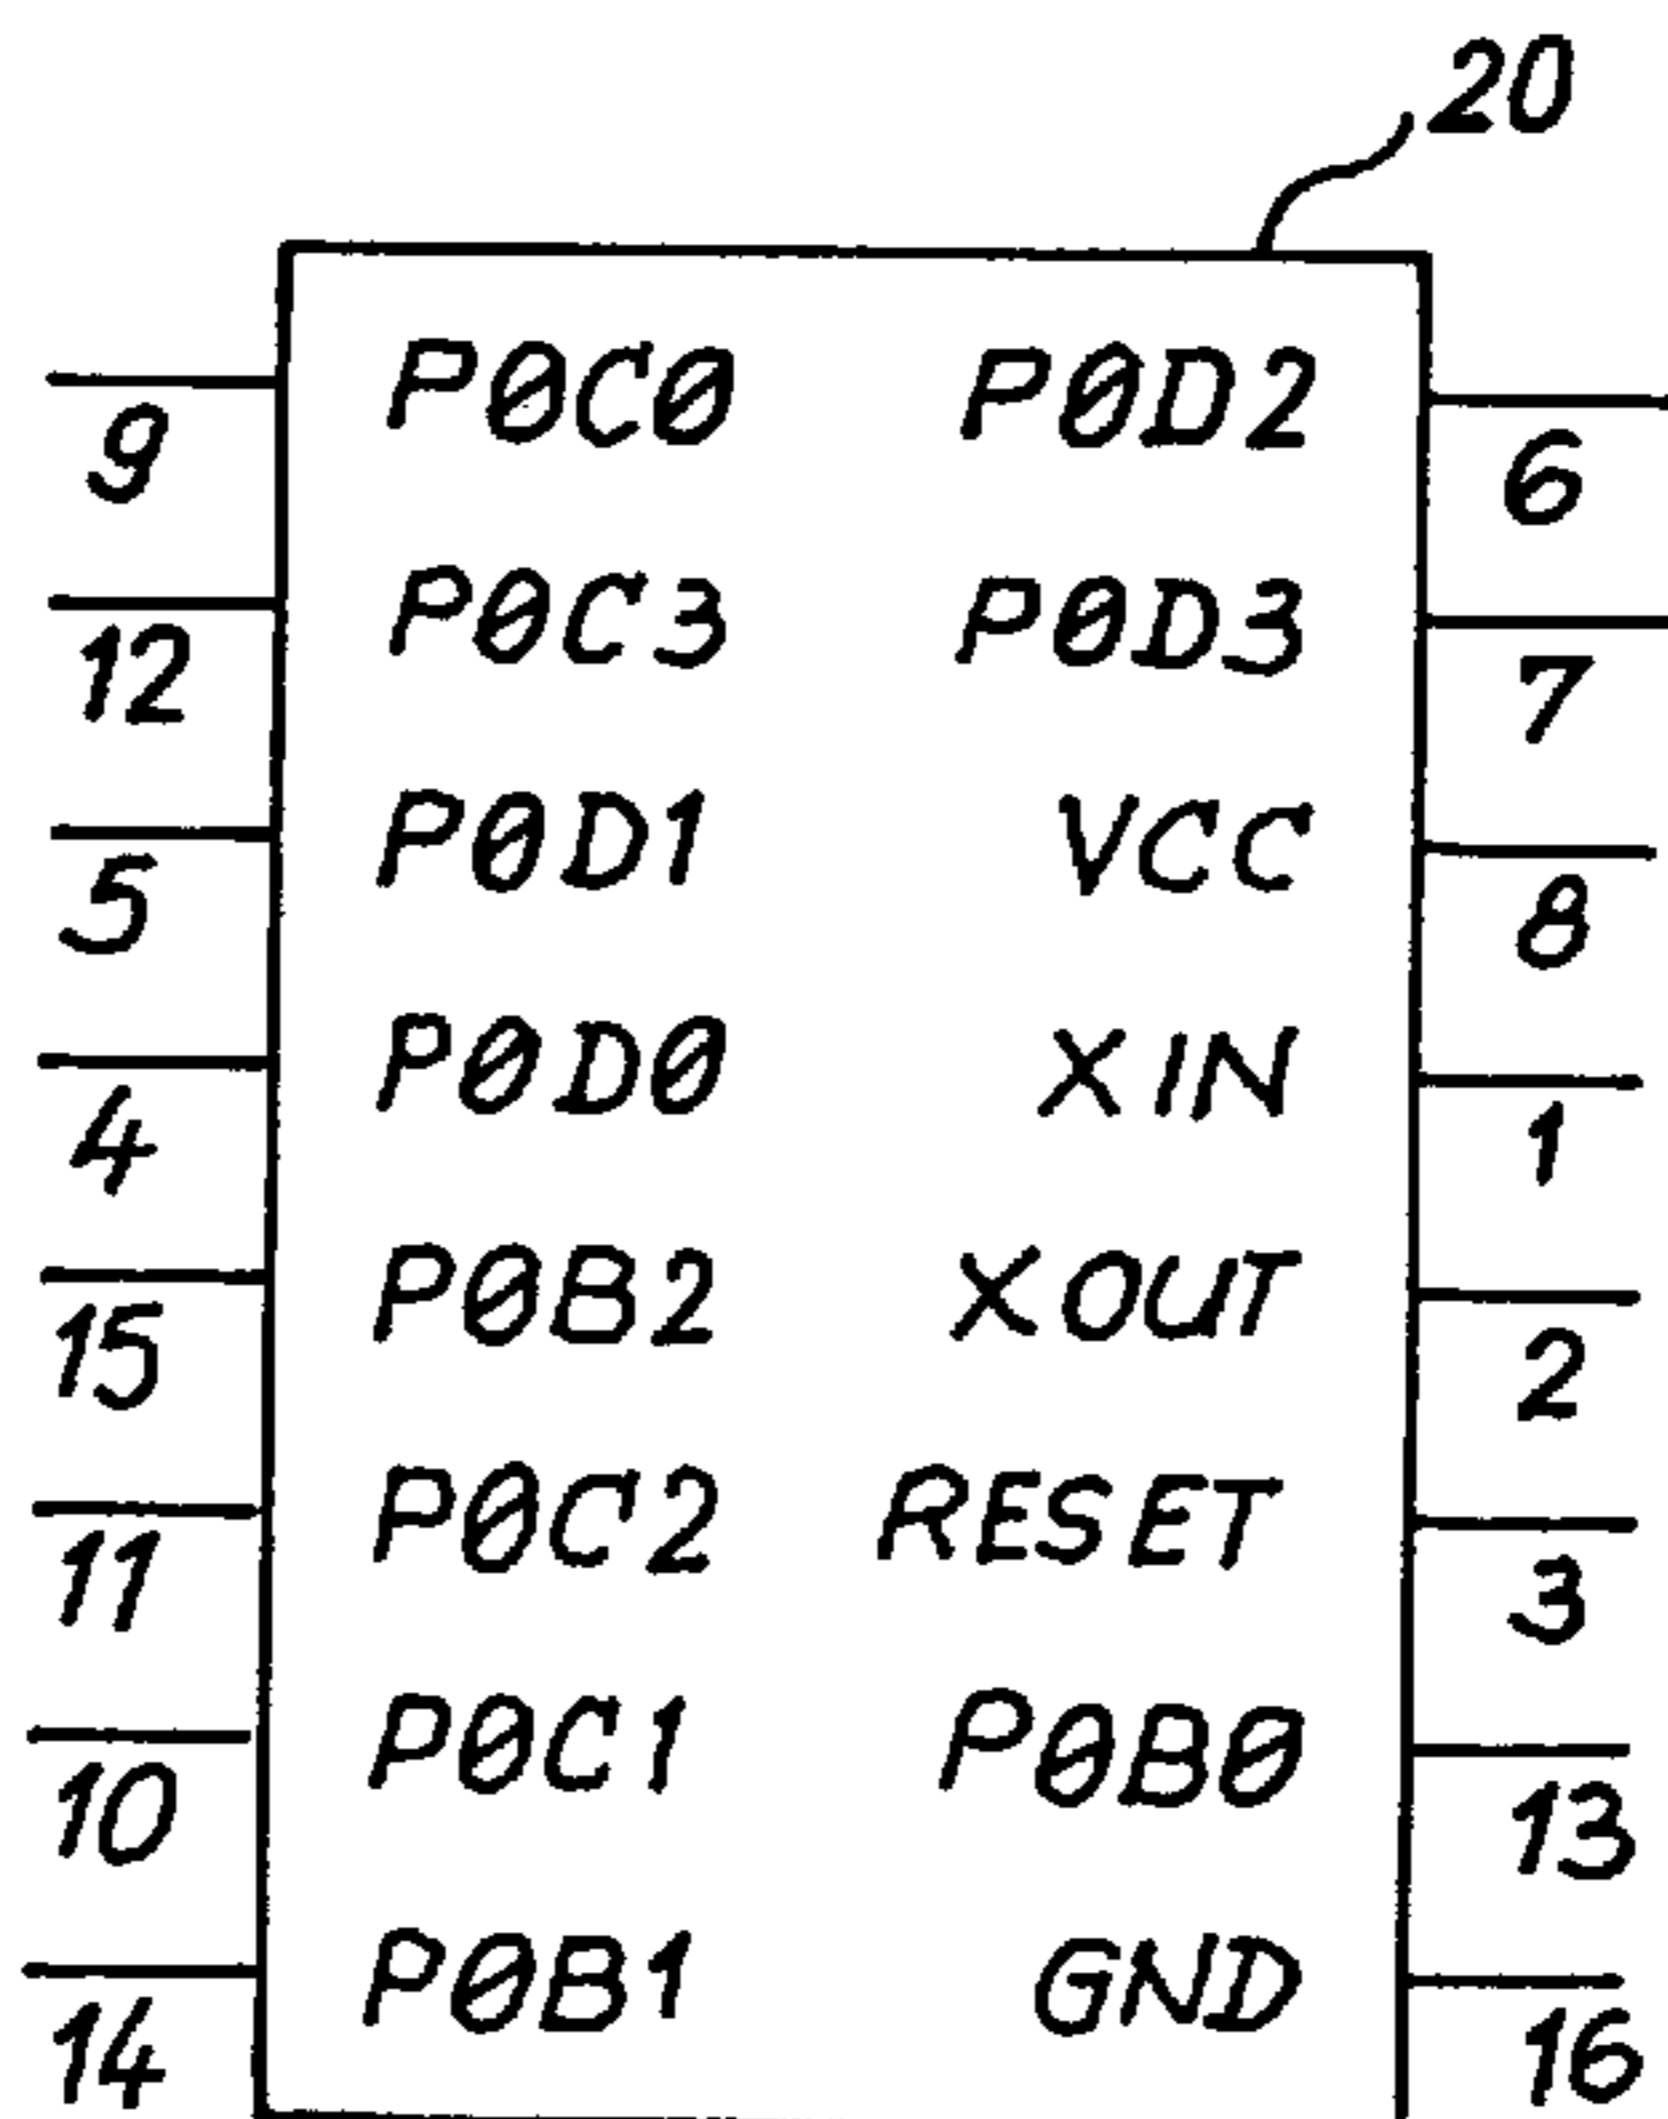 20
P0C0 P0D2
9 6
P0C3 P0D3
12 7
P0D1 VCC
5 8
P0D0 XIN
4 1
P0B2 XOUT
15 2
P0C2 RESET
11 3
P0C1 P0B0
10 13
P0B1 GND
14 16